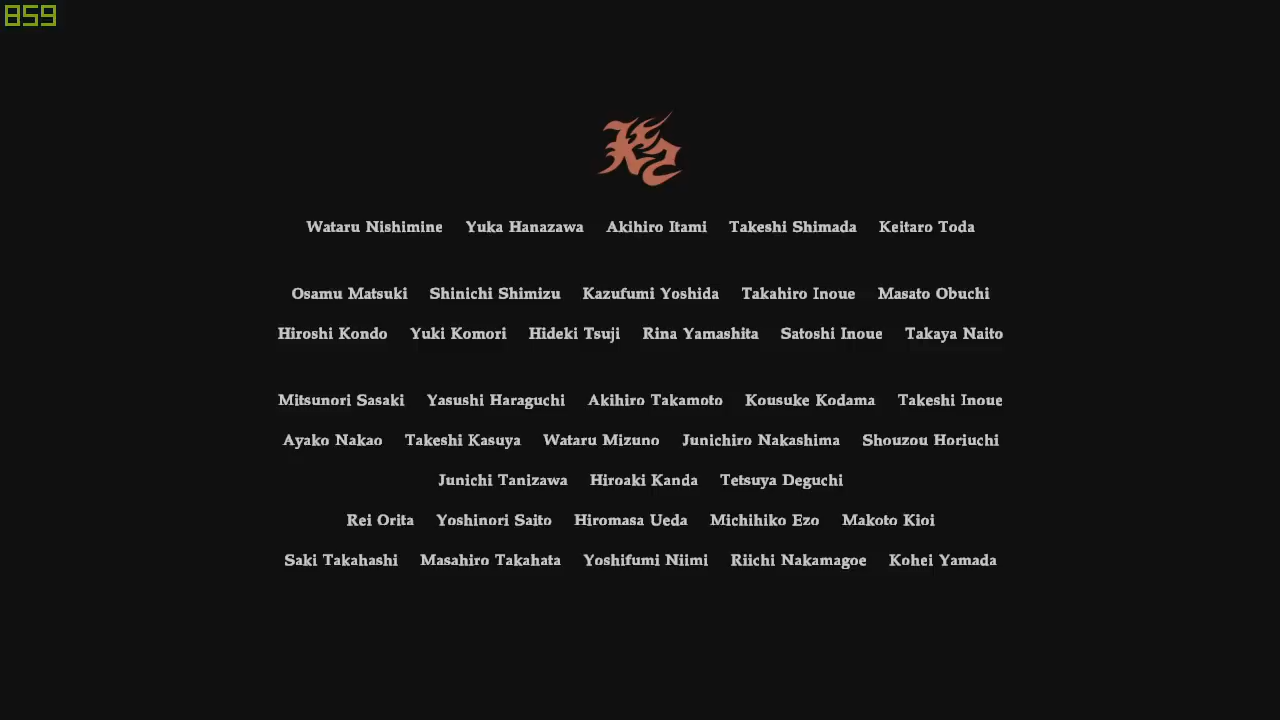 859
K2
Wataru Nishimine Yuka Hanazawa Akihiro Itami Takeshi Shimada Keitaro Toda
Osamu Matsuki Shinichi Shimizu Kazufumi Yoshida Takahiro Inoue Masato Obuchi
Hiroshi Kondo Yuki Komori Hideki Tsuji Rina Yamashita Satoshi Inoue Takaya Naito
Mitsunori Sasaki Yasushi Haraguchi Akihiro Takamoto Kousuke Kodama Takeshi Inoue
Ayako Nakao Takeshi Kasuya Wataru Mizuno Junichiro Nakashima Shouzou Horiuchi
Junichi Tanizawa Hiroaki Kanda Tetsuya Deguchi
Rei Orita Yoshinori Saito Hiromasa Ueda Michihiko Ezo Makoto Kioi
Saki Takahashi Masahiro Takahata Yoshifumi Niimi Riichi Nakamagoe Kohei Yamada